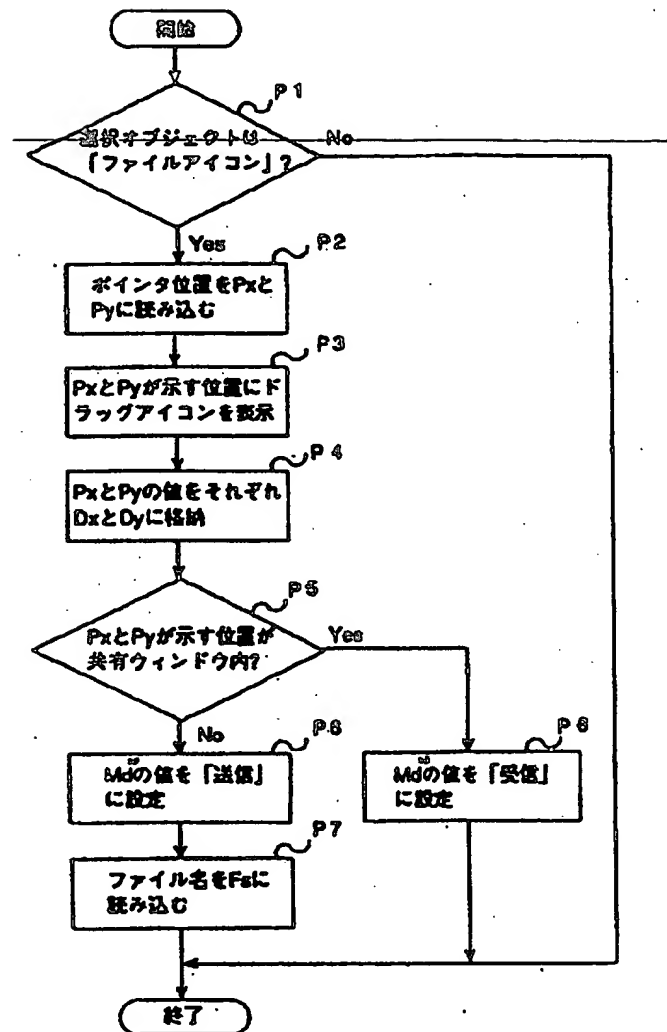 開始
P1
選択オブジェクトは
「ファイルアイコン」?
No
Yes
P2
ポインタ位置をPxと
Pyに読み込む
P3
PxとPyが示す位置にド
ラッグアイコンを表示
P4
PxとPyの値をそれぞれ
DxとDyに格納
P5
PxとPyが示す位置が
共有ウィンドウ内?
Yes
No
P6
Mdの値を「送信」
に設定
Mdの値を「受信」
に設定
P7
ファイル名をFsに
読み込む
終了